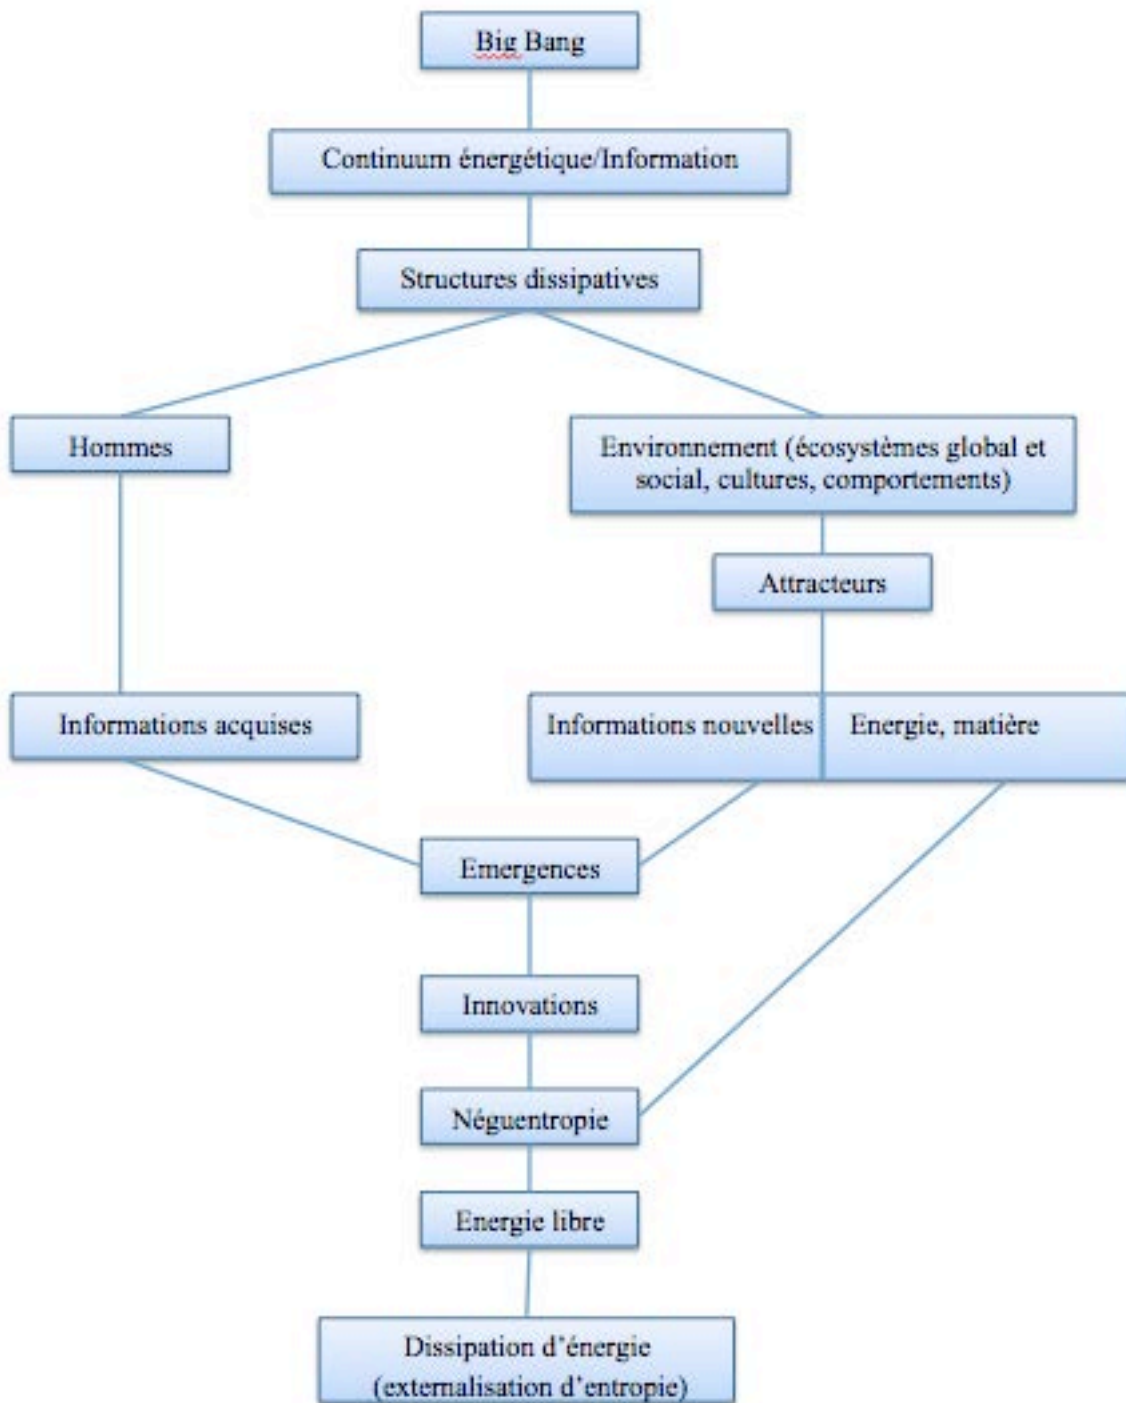 Big Bang
Continuum énergétique/Information
Structures dissipatives
Hommes
Environnement (écosystèmes global et
social, cultures, comportements)
Attracteurs
Informations acquises
Informations nouvelles
Energie, matière
Emergences
Innovations
Néguentropie
Energie libre
Dissipation d’énergie
(externalisation d’entropie)